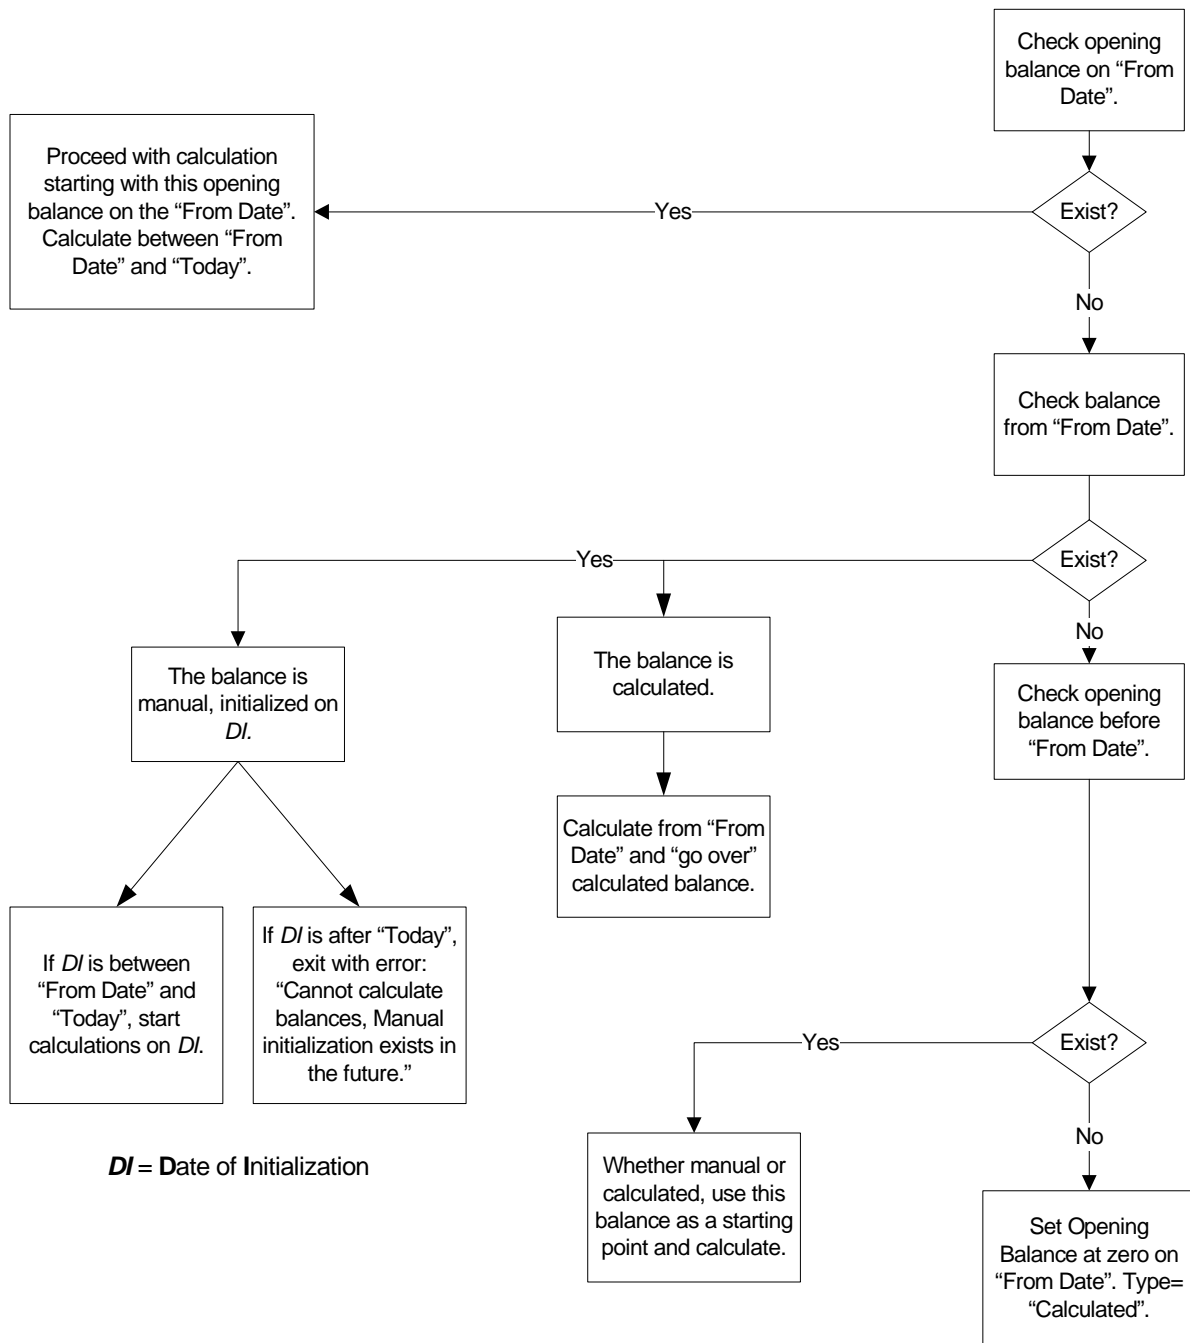 Check opening
balance on “From
Date”.
Proceed with calculation
starting with this opening
balance on the “From Date”.
Calculate between “From
Date” and “Today”.
Yes
Exist?
No
Check balance
from “From Date”.
Yes
Exist?
No
The balance is
manual, initialized on
DI.
The balance is
calculated.
Check opening
balance before
“From Date”.
Calculate from “From
Date” and “go over”
calculated balance.
If DI is between
“From Date” and
“Today”, start
calculations on DI.
If DI is after “Today”,
exit with error:
“Cannot calculate
balances, Manual
initialization exists in
the future.”
Yes
Exist?
No
DI = Date of Initialization
Whether manual or
calculated, use this
balance as a starting
point and calculate.
Set Opening
Balance at zero on
“From Date”. Type=
“Calculated”.